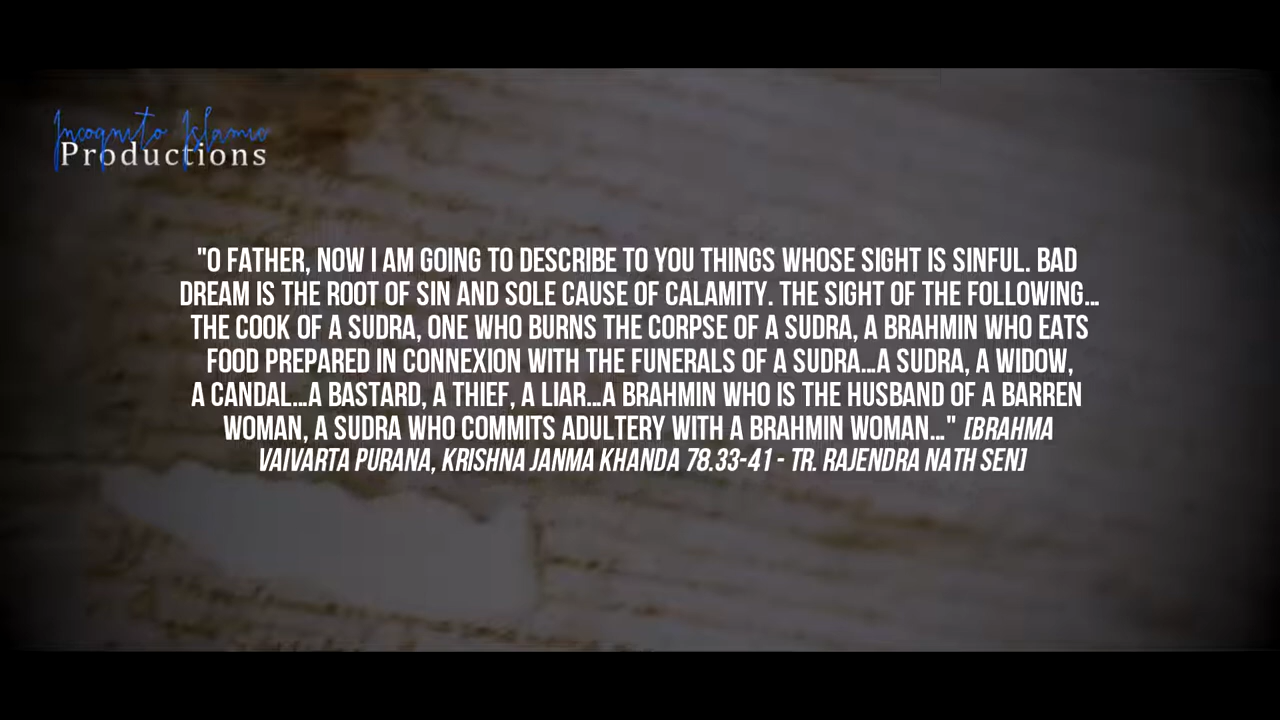 Incognito Islamic
Productions
"O FATHER, NOW I AM GOING TO DESCRIBE TO YOU THINGS WHOSE SIGHT IS SINFUL. BAD
DREAM IS THE ROOT OF SIN AND SOLE CAUSE OF CALAMITY. THE SIGHT OF THE FOLLOWING...
THE COOK OF A SUDRA, ONE WHO BURNS THE CORPSE OF A SUDRA, A BRAHMIN WHO EATS
FOOD PREPARED IN CONNEXION WITH THE FUNERALS OF A SUDRA...A SUDRA, A WIDOW,
A CANDAL...A BASTARD, A THIEF, A LIAR...A BRAHMIN WHO IS THE HUSBAND OF A BARREN
WOMAN, A SUDRA WHO COMMITS ADULTERY WITH A BRAHMIN WOMAN..." [BRAHMA
VAIVARTA PURANA, KRISHNA JANMA KHANDA 78.33-41 - TR. RAJENDRA NATH SEN]